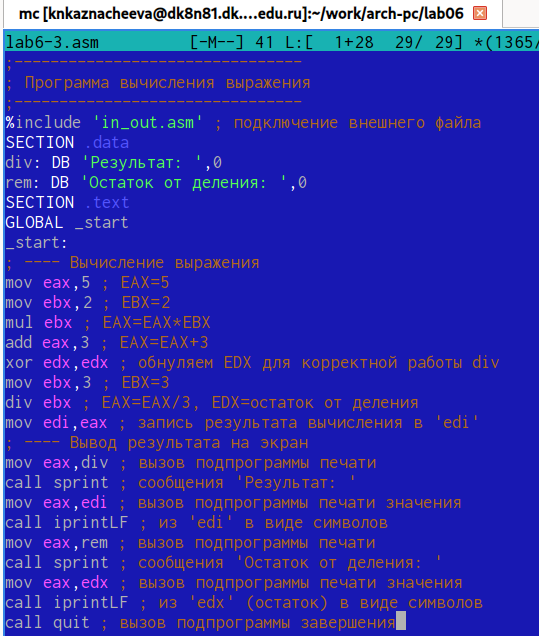 mc [knkaznacheeva@dk8n81.dk....edu.ru]:~/work/arch-pc/lab06
lab6-3.asm [-M--] 41 L:[ 1+28 29/ 29] *(1365/
;--------------------------------
; Программа вычисления выражения
;--------------------------------
%include 'in_out.asm' ; подключение внешнего файла
SECTION .data
div: DB 'Результат: ',0
rem: DB 'Остаток от деления: ',0
SECTION .text
GLOBAL _start
_start:
; ---- Вычисление выражения
mov eax,5 ; EAX=5
mov ebx,2 ; EBX=2
mul ebx ; EAX=EAX*EBX
add eax,3 ; EAX=EAX+3
xor edx,edx ; обнуляем EDX для корректной работы div
mov ebx,3 ; EBX=3
div ebx ; EAX=EAX/3, EDX=остаток от деления
mov edi,eax ; запись результата вычисления в 'edi'
; ---- Вывод результата на экран
mov eax,div ; вызов подпрограммы печати
call sprint ; сообщения 'Результат: '
mov eax,edi ; вызов подпрограммы печати значения
call iprintLF ; из 'edi' в виде символов
mov eax,rem ; вызов подпрограммы печати
call sprint ; сообщения 'Остаток от деления: '
mov eax,edx ; вызов подпрограммы печати значения
call iprintLF ; из 'edx' (остаток) в виде символов
call quit ; вызов подпрограммы завершения